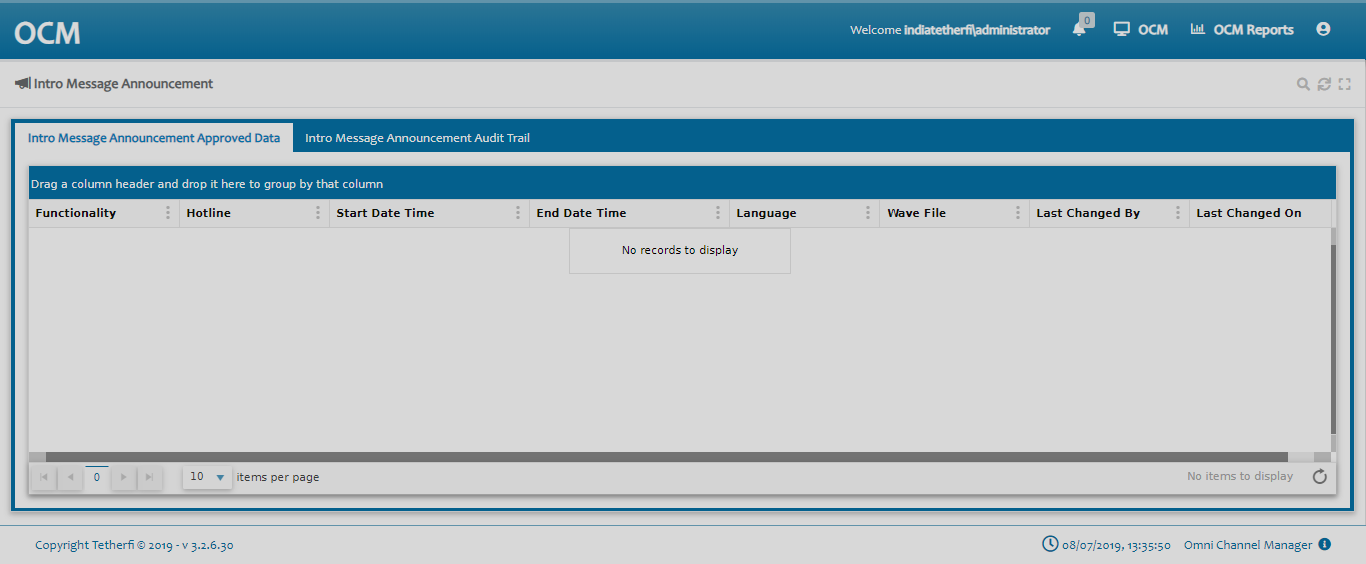 OCM
Welcome indiatetherfi\administrator
0
OCM
OCM Reports
Intro Message Announcement
Intro Message Announcement Approved Data
Intro Message Announcement Audit Trail
Drag a column header and drop it here to group by that column
Functionality Hotline Start Date Time End Date Time Language Wave File Last Changed By Last Changed On
No records to display
0
10
items per page
No items to display
Copyright Tetherfi © 2019 - v 3.2.6.30
08/07/2019, 13:35:50
Omni Channel Manager